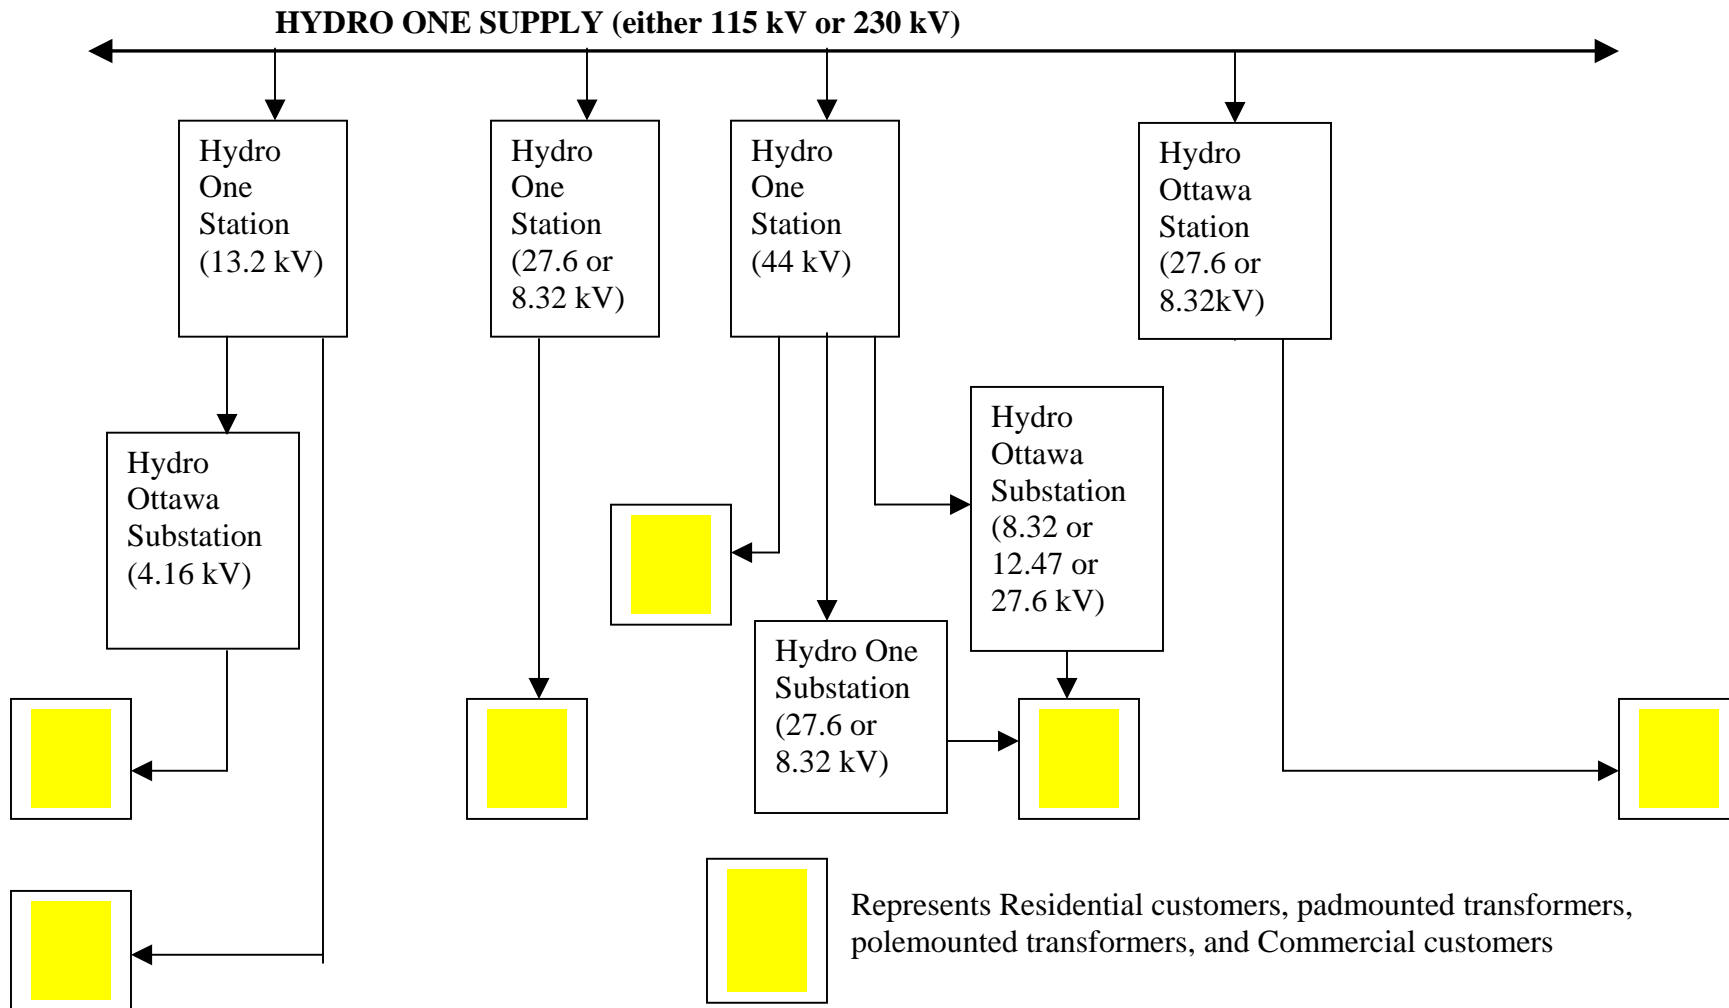 HYDRO ONE SUPPLY (either 115 kV or 230 kV)
Hydro
One
Station
(13.2 kV)
Hydro
One
Station
(27.6 or
8.32 kV)
Hydro
One
Station
(44 kV)
Hydro
Ottawa
Station
(27.6 or
8.32kV)
Hydro
Ottawa
Substation
(4.16 kV)
Hydro
Ottawa
Substation
(8.32 or
12.47 or
27.6 kV)
Hydro One
Substation
(27.6 or
8.32 kV)
Represents Residential customers, padmounted transformers,
polemounted transformers, and Commercial customers